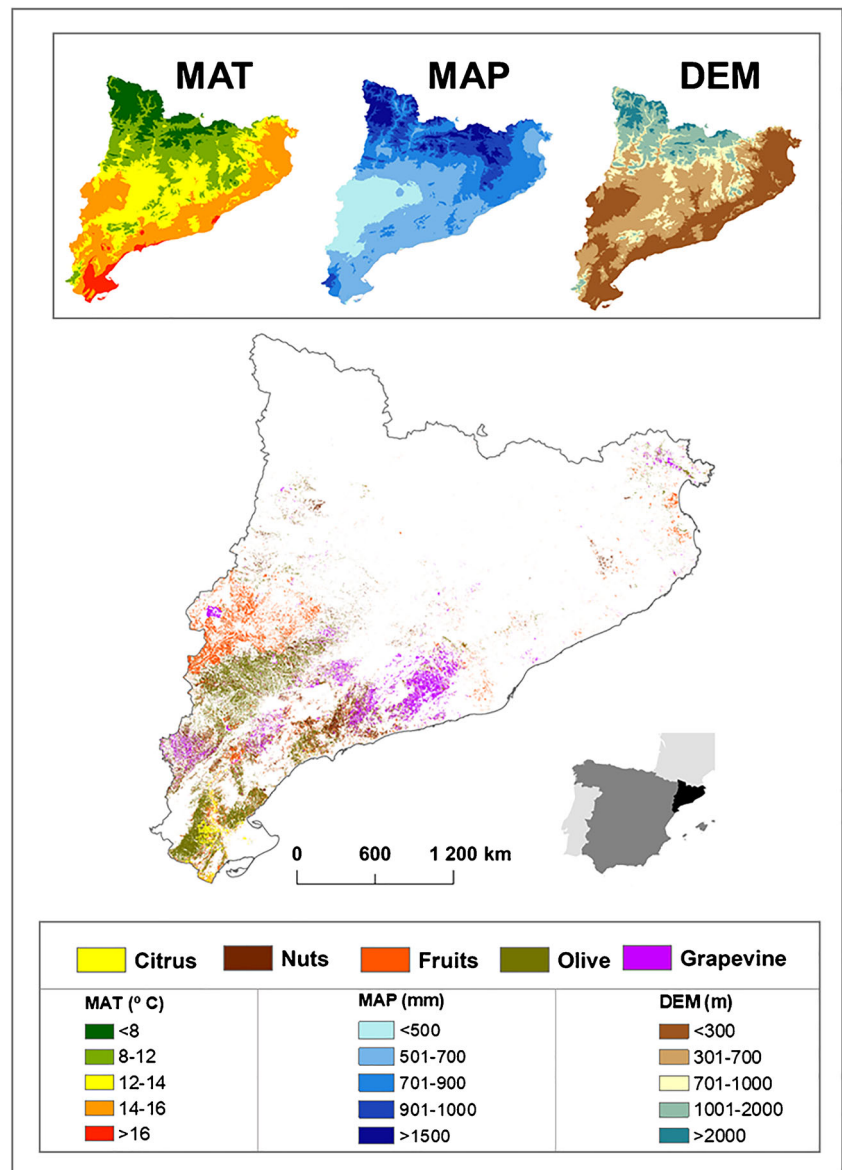 MAT MAP DEM
0 600 1 200 km
Citrus Nuts Fruits Olive Grapevine
MAT (º C)
<8
8-12
12-14
14-16
>16
MAP (mm)
<500
501-700
701-900
901-1000
>1500
DEM (m)
<300
301-700
701-1000
1001-2000
>2000